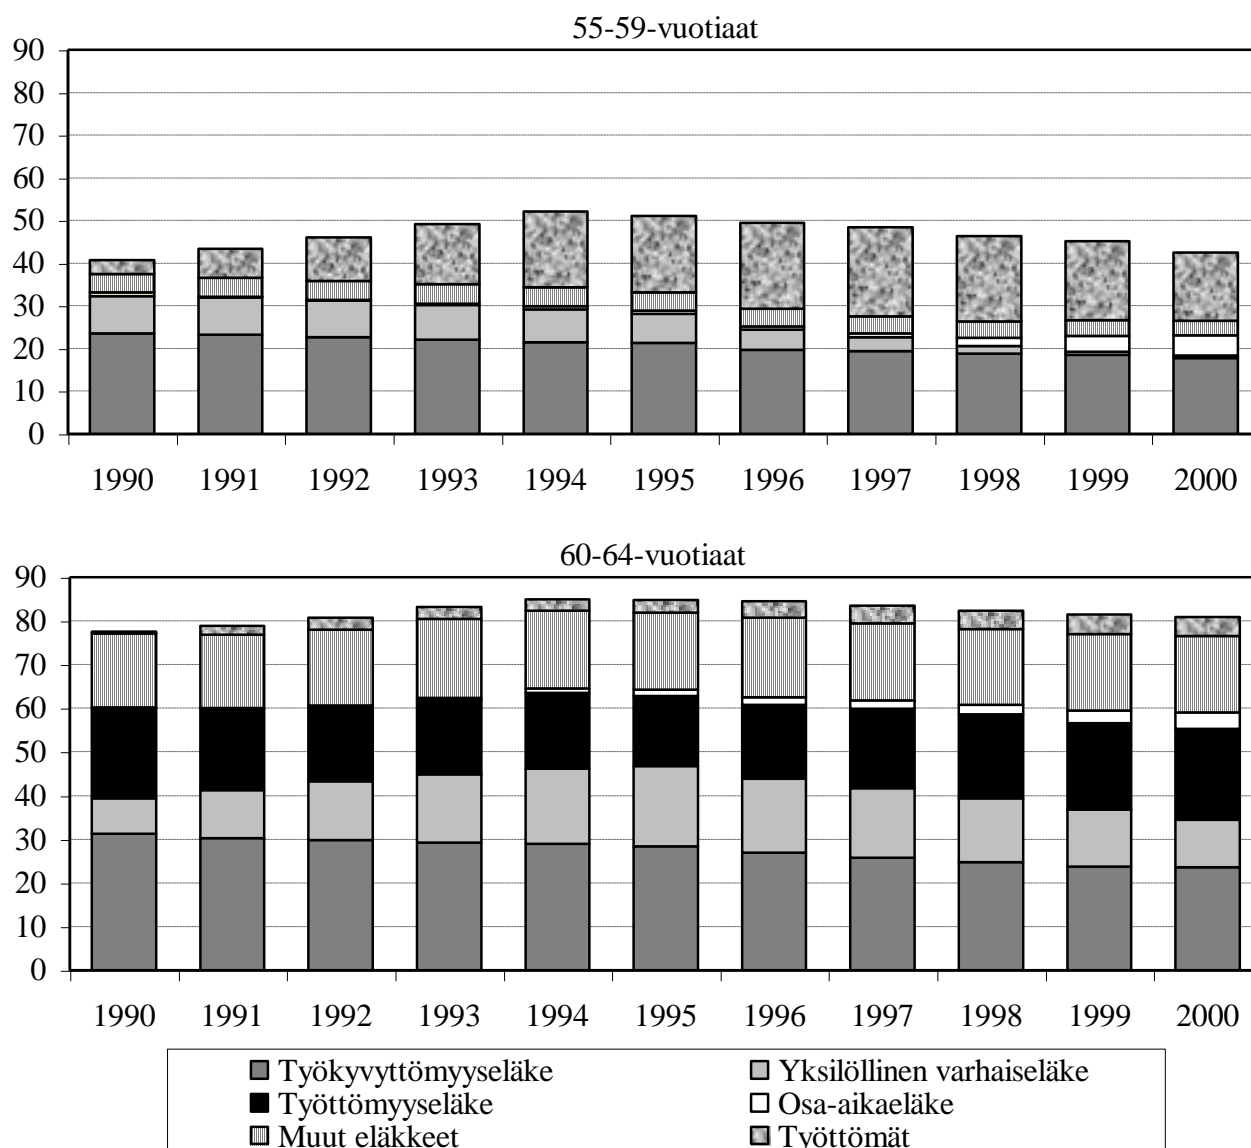 55-59-vuotiaat
90
80
70
60
50
40
30
20
10
0
1990 1991 1992 1993 1994 1995 1996 1997 1998 1999 2000
60-64-vuotiaat
90
80
70
60
50
40
30
20
10
0
1990 1991 1992 1993 1994 1995 1996 1997 1998 1999 2000
Työkyvyttömyyseläke Yksilöllinen varhaiseläke
Työttömyyseläke Osa-aikaeläke
Muut eläkkeet Työttömät